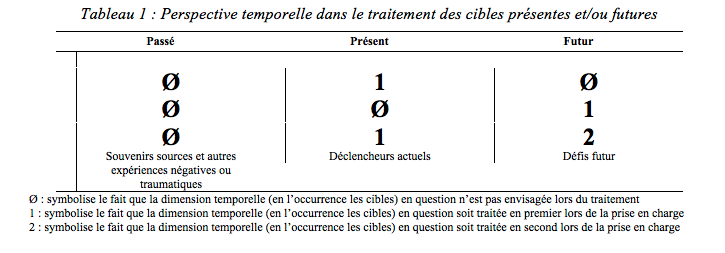 Tableau 1 : Perspective temporelle dans le traitement des cibles présentes et/ou futures
Passé Présent Futur
Ø 1 Ø
Ø Ø 1
Ø 1 2
Souvenirs sources et autres Déclencheurs actuels Défis futur
expériences négatives ou
traumatiques
Ø : symbolise le fait que la dimension temporelle (en l'occurrence les cibles) en question n'est pas envisagée lors du traitement
1 : symbolise le fait que la dimension temporelle (en l'occurrence les cibles) en question soit traitée en premier lors de la prise en charge
2 : symbolise le fait que la dimension temporelle (en l'occurrence les cibles) en question soit traitée en second lors de la prise en charge